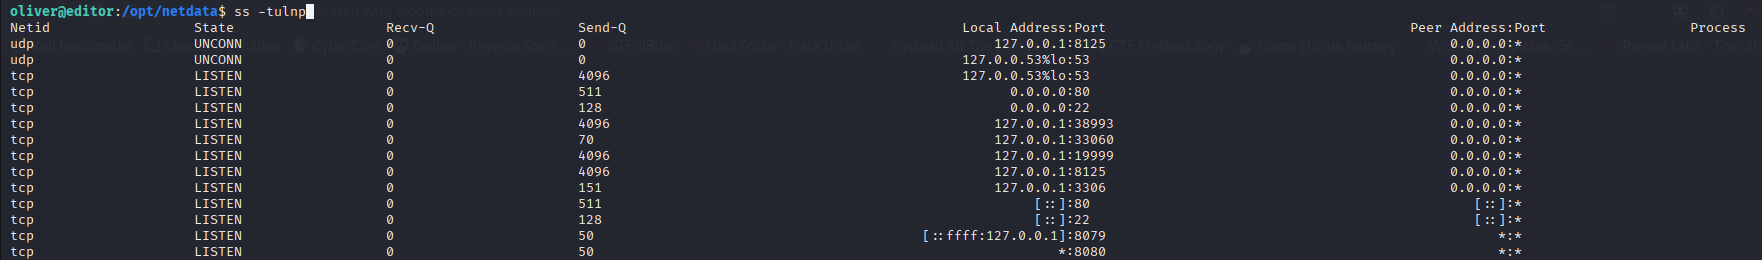 oliver@editor:/opt/netdata$ ss -tulnp
Netid State Recv-Q Send-Q Local Address:Port Peer Address:Port Process
udp UNCONN 0 0 127.0.0.1:8125 0.0.0.0:*
udp UNCONN 0 0 127.0.0.53%lo:53 0.0.0.0:*
tcp LISTEN 0 4096 127.0.0.53%lo:53 0.0.0.0:*
tcp LISTEN 0 511 0.0.0.0:80 0.0.0.0:*
tcp LISTEN 0 128 0.0.0.0:22 0.0.0.0:*
tcp LISTEN 0 4096 127.0.0.1:38993 0.0.0.0:*
tcp LISTEN 0 70 127.0.0.1:33060 0.0.0.0:*
tcp LISTEN 0 4096 127.0.0.1:19999 0.0.0.0:*
tcp LISTEN 0 4096 127.0.0.1:8125 0.0.0.0:*
tcp LISTEN 0 151 127.0.0.1:3306 0.0.0.0:*
tcp LISTEN 0 511 [::]:80 [::]:*
tcp LISTEN 0 128 [::]:22 [::]:*
tcp LISTEN 0 50 [::ffff:127.0.0.1]:8079 *:*
tcp LISTEN 0 50 *:8080 *:*